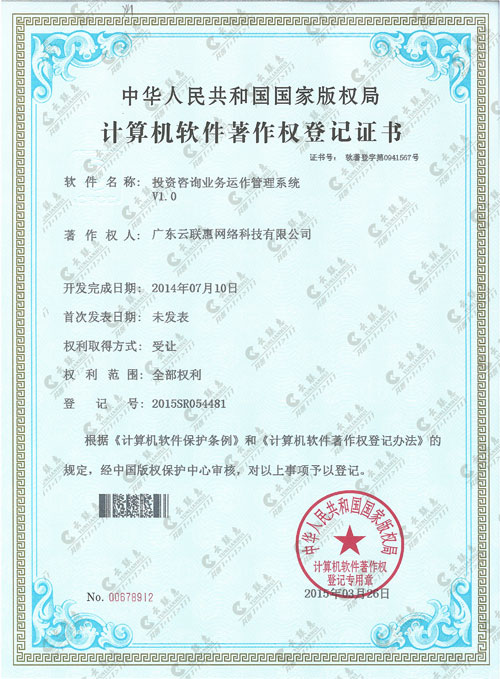 中华人民共和国国家版权局
计算机软件著作权登记证书
证书号： 软著登字第0941567号
软件名称： 投资咨询业务运作管理系统
V1.0
著作权人： 广东云联惠网络科技有限公司
开发完成日期： 2014年07月10日
首次发表日期： 未发表
权利取得方式： 受让
权利范围： 全部权利
登记号： 2015SR054481
根据《计算机软件保护条例》和《计算机软件著作权登记办法》的
规定，经中国版权保护中心审核，对以上事项予以登记。
中华人民共和国国家版权局
计算机软件著作权
登记专用章
No. 00678912
2015年03月26日